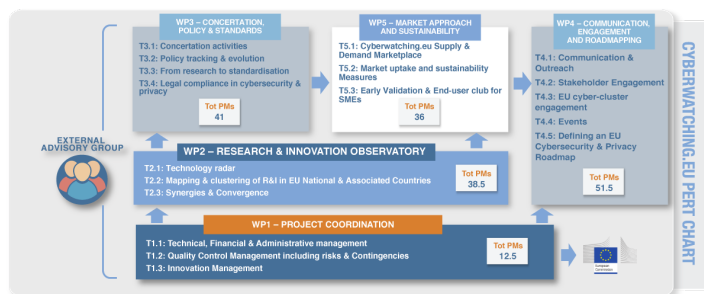 WP3 – CONCERTATION,
POLICY & STANDARDS
T3.1: Concertation activities
T3.2: Policy tracking & evolution
T3.3: From research to standardisation
T3.4: Legal compliance in cybersecurity
& privacy
Tot PMs
41
WP5 – MARKET APPROACH
AND SUSTAINABILITY
T5.1: Cyberwatching.eu Supply &
Demand Marketplace
T5.2: Market uptake and sustainability
Measures
T5.3: Early Validation & End-user club for
SMEs
Tot PMs
36
WP4 – COMMUNICATION,
ENGAGEMENT
AND ROADMAPPING
T4.1: Communication &
Outreach
T4.2: Stakeholder Engagement
T4.3: EU cyber-cluster
engagement
T4.4: Events
T4.5: Defining an EU
Cybersecurity & Privacy
Roadmap
Tot PMs
51.5
EXTERNAL
ADVISORY GROUP
WP2 – RESEARCH & INNOVATION OBSERVATORY
T2.1: Technology radar
T2.2: Mapping & clustering of R&I in EU National & Associated Countries
T2.3: Synergies & Convergence
Tot PMs
38.5
WP1 – PROJECT COORDINATION
T1.1: Technical, Financial & Administrative management
T1.2: Quality Control Management including risks & Contingencies
T1.3: Innovation Management
Tot PMs
12.5
European
Commission
CYBERWATCHING.EU PERT CHART